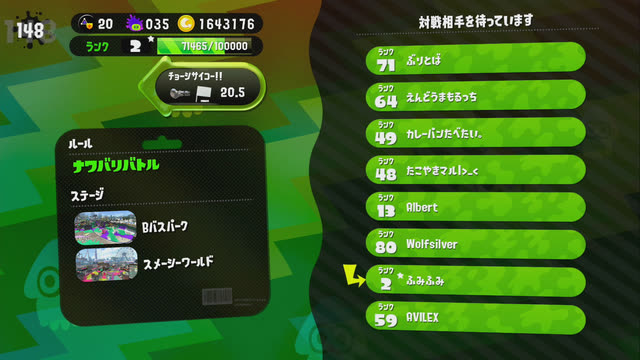 148
20
035
1643176
ランク 2 71465/100000
チョーシサイコー!!
20.5
ルール
ナワバリバトル
ステージ
Bバスパーク
スメーシーワールド
対戦相手を待っています
ランク 71 ぶりとば
ランク 64 えんどうまもるっち
ランク 49 カレーパンたべたい。
ランク 48 たこやきマル|>_<
ランク 13 Albert
ランク 80 Wolfsilver
ランク 2 ふみふみ
ランク 59 AVILEX